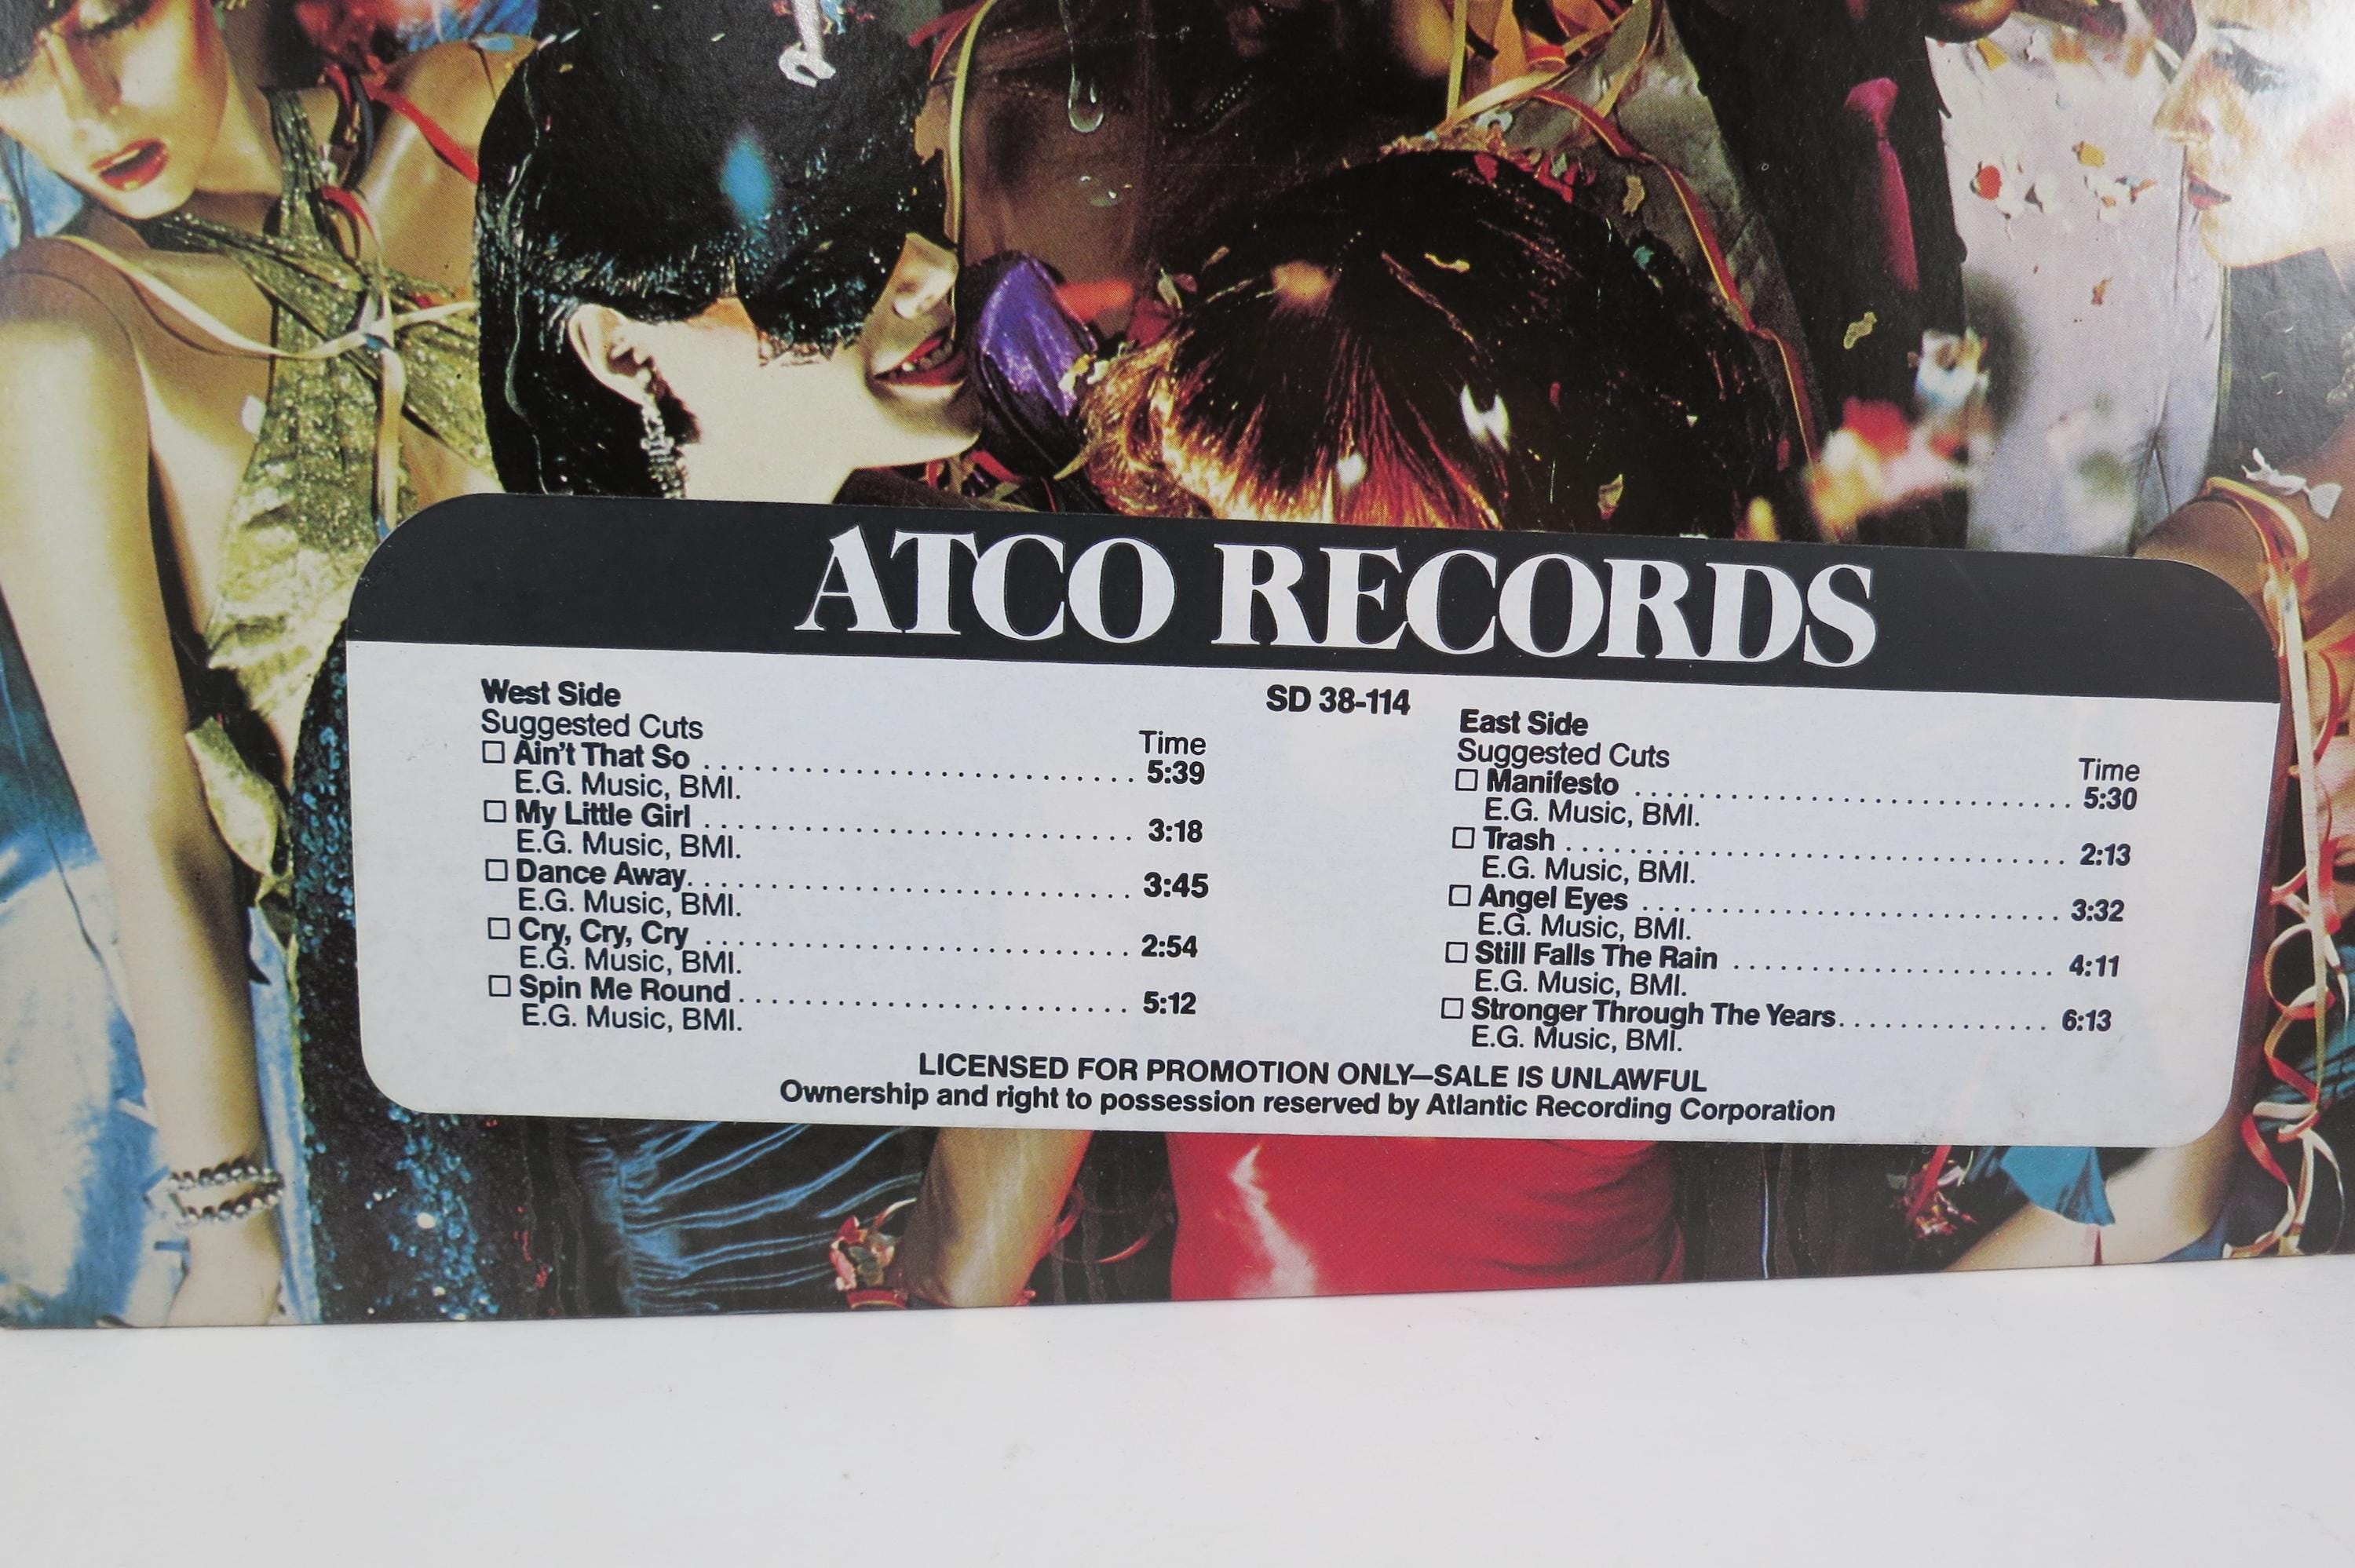 ATCO RECORDS
SD 38-114
West Side
Suggested Cuts
Time
☐ Ain't That So ........................ 5:39
E.G. Music, BMI.
☐ My Little Girl ........................ 3:18
E.G. Music, BMI.
☐ Dance Away........................ 3:45
E.G. Music, BMI.
☐ Cry, Cry, Cry ........................ 2:54
E.G. Music, BMI.
☐ Spin Me Round........................ 5:12
E.G. Music, BMI.
East Side
Suggested Cuts
Time
☐ Manifesto ........................ 5:30
E.G. Music, BMI.
☐ Trash ........................ 2:13
E.G. Music, BMI.
☐ Angel Eyes ........................ 3:32
E.G. Music, BMI.
☐ Still Falls The Rain ........................ 4:11
E.G. Music, BMI.
☐ Stronger Through The Years................ 6:13
E.G. Music, BMI.
LICENSED FOR PROMOTION ONLY—SALE IS UNLAWFUL
Ownership and right to possession reserved by Atlantic Recording Corporation